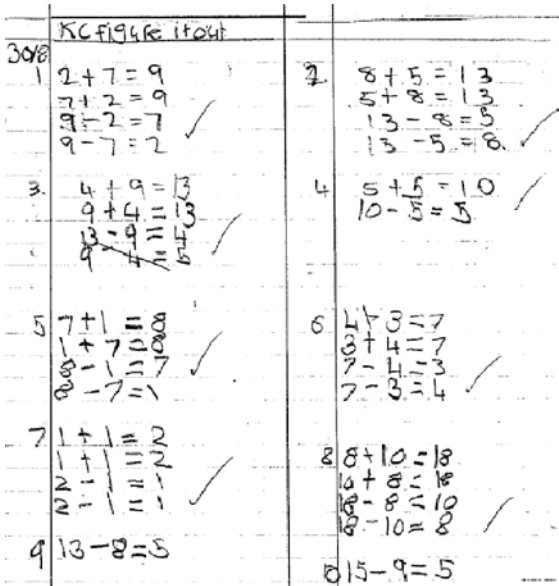 KC figure it out
30/8
1 2 + 7 = 9
7 + 2 = 9
9 - 2 = 7
9 - 7 = 2
2 8 + 5 = 13
5 + 8 = 13
13 - 8 = 5
13 - 5 = 8
3. 4 + 9 = 13
9 + 4 = 13
13 - 9 = 4
9 - 4 = 5
4 5 + 5 = 10
10 - 5 = 5
5 7 + 1 = 8
1 + 7 = 8
8 - 1 = 7
8 - 7 = 1
6 4 + 3 = 7
3 + 4 = 7
7 - 4 = 3
7 - 3 = 4
7 1 + 1 = 2
1 + 1 = 2
2 - 1 = 1
2 - 1 = 1
8 8 + 10 = 18
10 + 8 = 18
18 - 8 = 10
18 - 10 = 8
9 13 - 8 = 5
10 15 - 9 = 5